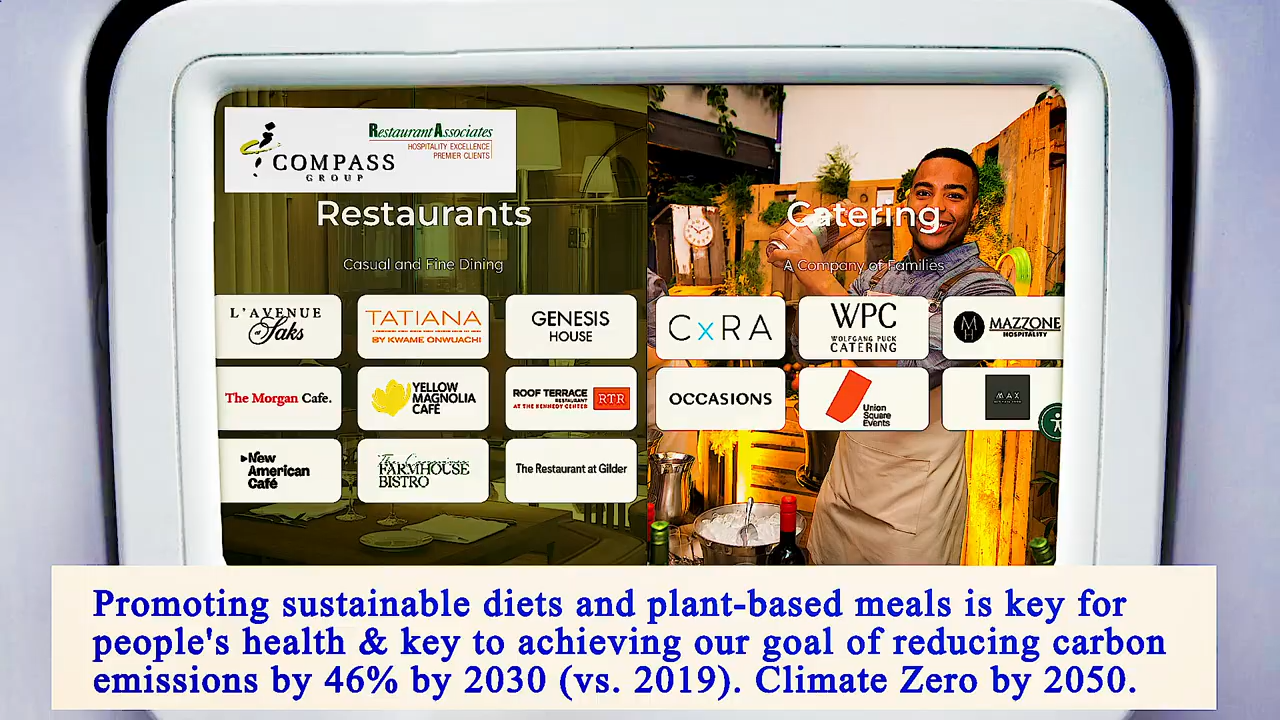 COMPASS
GROUP
Restaurant Associates
HOSPITALITY EXCELLENCE
PREMIER CLIENTS
Restaurants
Casual and Fine Dining
L'AVENUE
at Saks
TATIANA
BY KWAME ONWUACHI
GENESIS
HOUSE
The Morgan Cafe.
YELLOW
MAGNOLIA
CAFÉ
ROOF TERRACE
RESTAURANT
AT THE KENNEDY CENTER
RTR
New
American
Café
FARMHOUSE
BISTRO
The Restaurant at Gilder
Catering
A Company of Families
CxRA
WPC
WOLFGANG PUCK
CATERING
MH
MAZZONE
HOSPITALITY
OCCASIONS
Union
Square
Events
MAX
Promoting sustainable diets and plant-based meals is key for
people's health & key to achieving our goal of reducing carbon
emissions by 46% by 2030 (vs. 2019). Climate Zero by 2050.